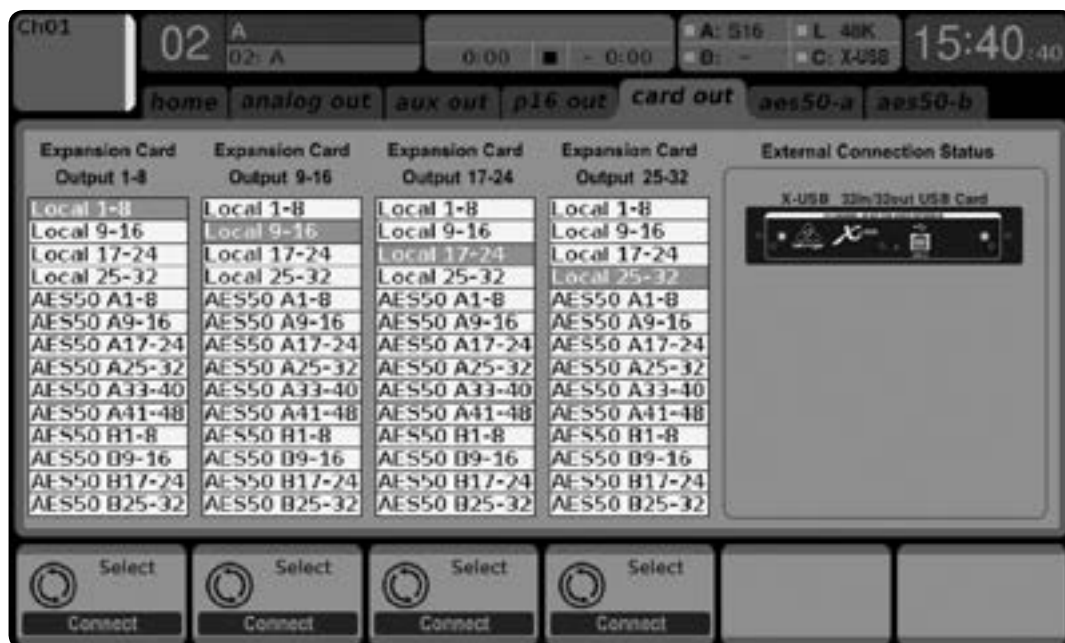 Ch01
02
A
02: A
0:00 - 0:00
A: S16
B: -
L 48K
C: X-USB
15:40:40
home analog out aux out p16 out card out aes50-a aes50-b
Expansion Card Output 1-8
Expansion Card Output 9-16
Expansion Card Output 17-24
Expansion Card Output 25-32
External Connection Status
X-USB 32in/32out USB Card
Local 1-8 Local 1-8 Local 1-8 Local 1-8
Local 9-16 Local 9-16 Local 9-16 Local 9-16
Local 17-24 Local 17-24 Local 17-24 Local 17-24
Local 25-32 Local 25-32 Local 25-32 Local 25-32
AES50 A1-8 AES50 A1-8 AES50 A1-8 AES50 A1-8
AES50 A9-16 AES50 A9-16 AES50 A9-16 AES50 A9-16
AES50 A17-24 AES50 A17-24 AES50 A17-24 AES50 A17-24
AES50 A25-32 AES50 A25-32 AES50 A25-32 AES50 A25-32
AES50 A33-40 AES50 A33-40 AES50 A33-40 AES50 A33-40
AES50 A41-48 AES50 A41-48 AES50 A41-48 AES50 A41-48
AES50 B1-8 AES50 B1-8 AES50 B1-8 AES50 B1-8
AES50 B9-16 AES50 B9-16 AES50 B9-16 AES50 B9-16
AES50 B17-24 AES50 B17-24 AES50 B17-24 AES50 B17-24
AES50 B25-32 AES50 B25-32 AES50 B25-32 AES50 B25-32
Select Select Select Select
Connect Connect Connect Connect